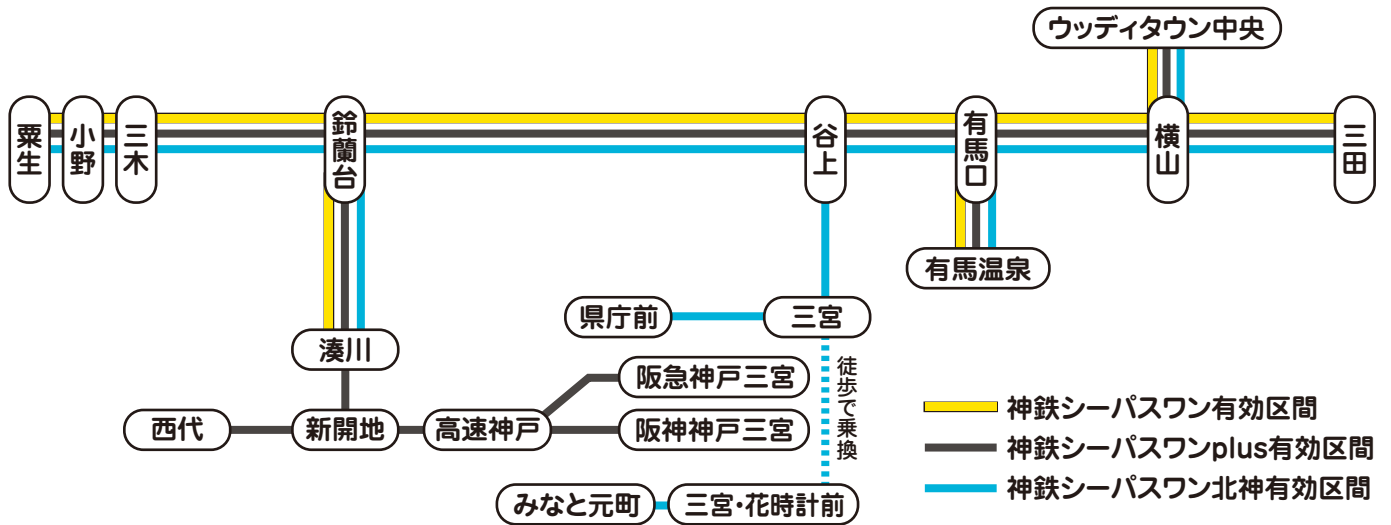 ウッディタウン中央
粟生
小野
三木
鈴蘭台
谷上
有馬口
横山
三田
有馬温泉
県庁前
三宮
湊川
徒歩で乗換
阪急神戸三宮
西代
新開地
高速神戸
阪神神戸三宮
みなと元町
三宮・花時計前
神鉄シーパスワン有効区間
神鉄シーパスワンplus有効区間
神鉄シーパスワン北神有効区間